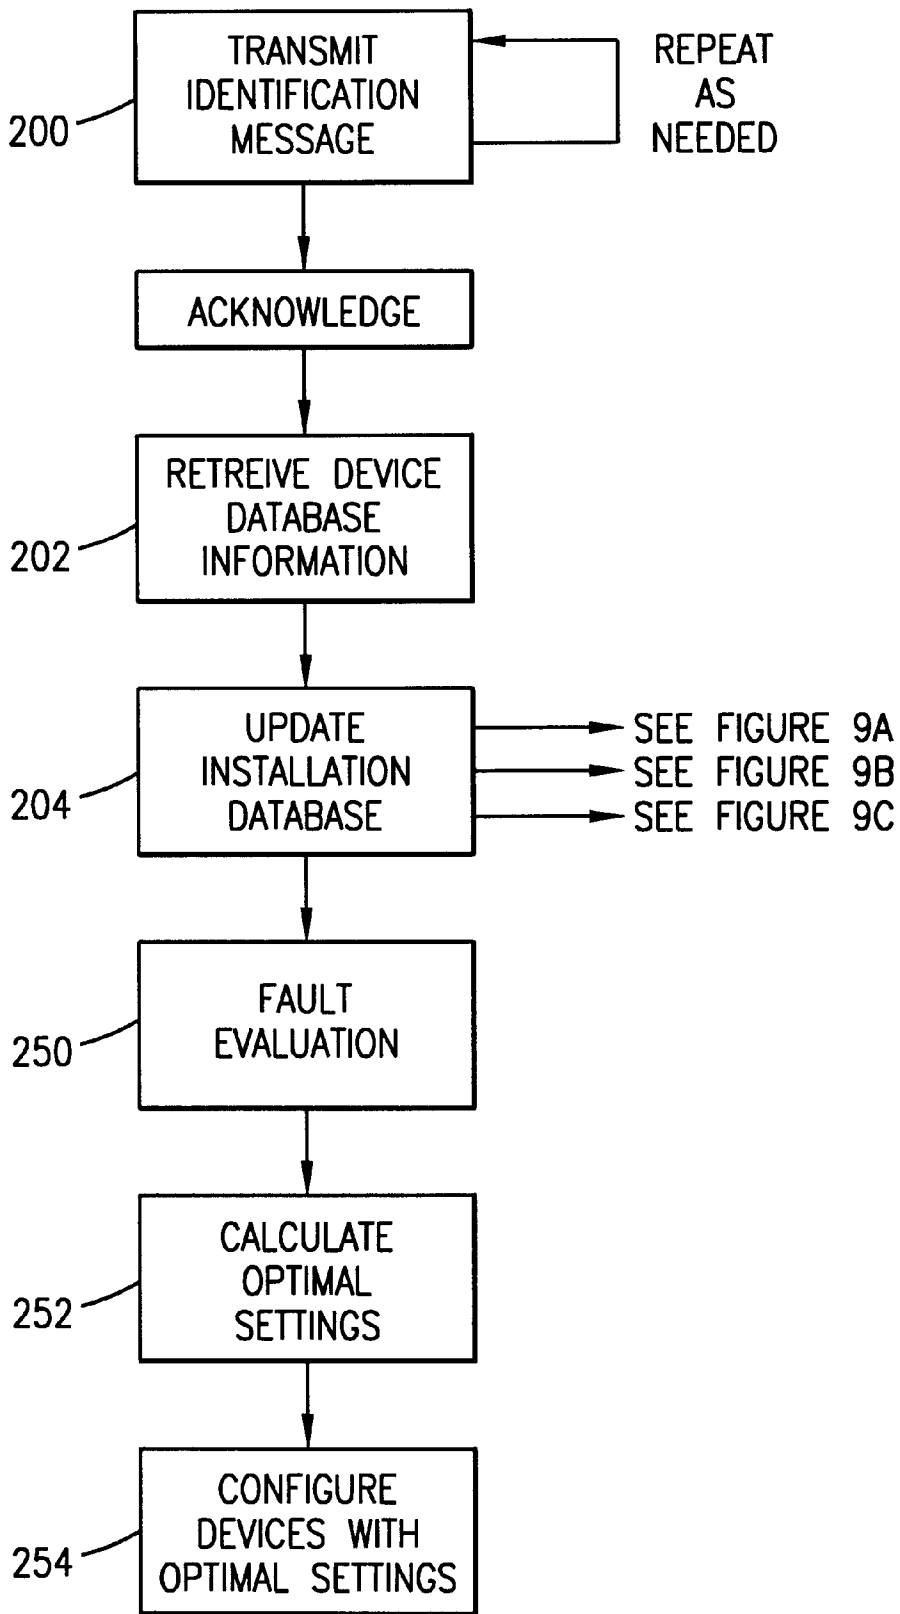 TRANSMIT
IDENTIFICATION
MESSAGE
200
REPEAT
AS
NEEDED
ACKNOWLEDGE
RETREIVE DEVICE
DATABASE
INFORMATION
202
UPDATE
INSTALLATION
DATABASE
204
SEE FIGURE 9A
SEE FIGURE 9B
SEE FIGURE 9C
FAULT
EVALUATION
250
CALCULATE
OPTIMAL
SETTINGS
252
CONFIGURE
DEVICES WITH
OPTIMAL SETTINGS
254